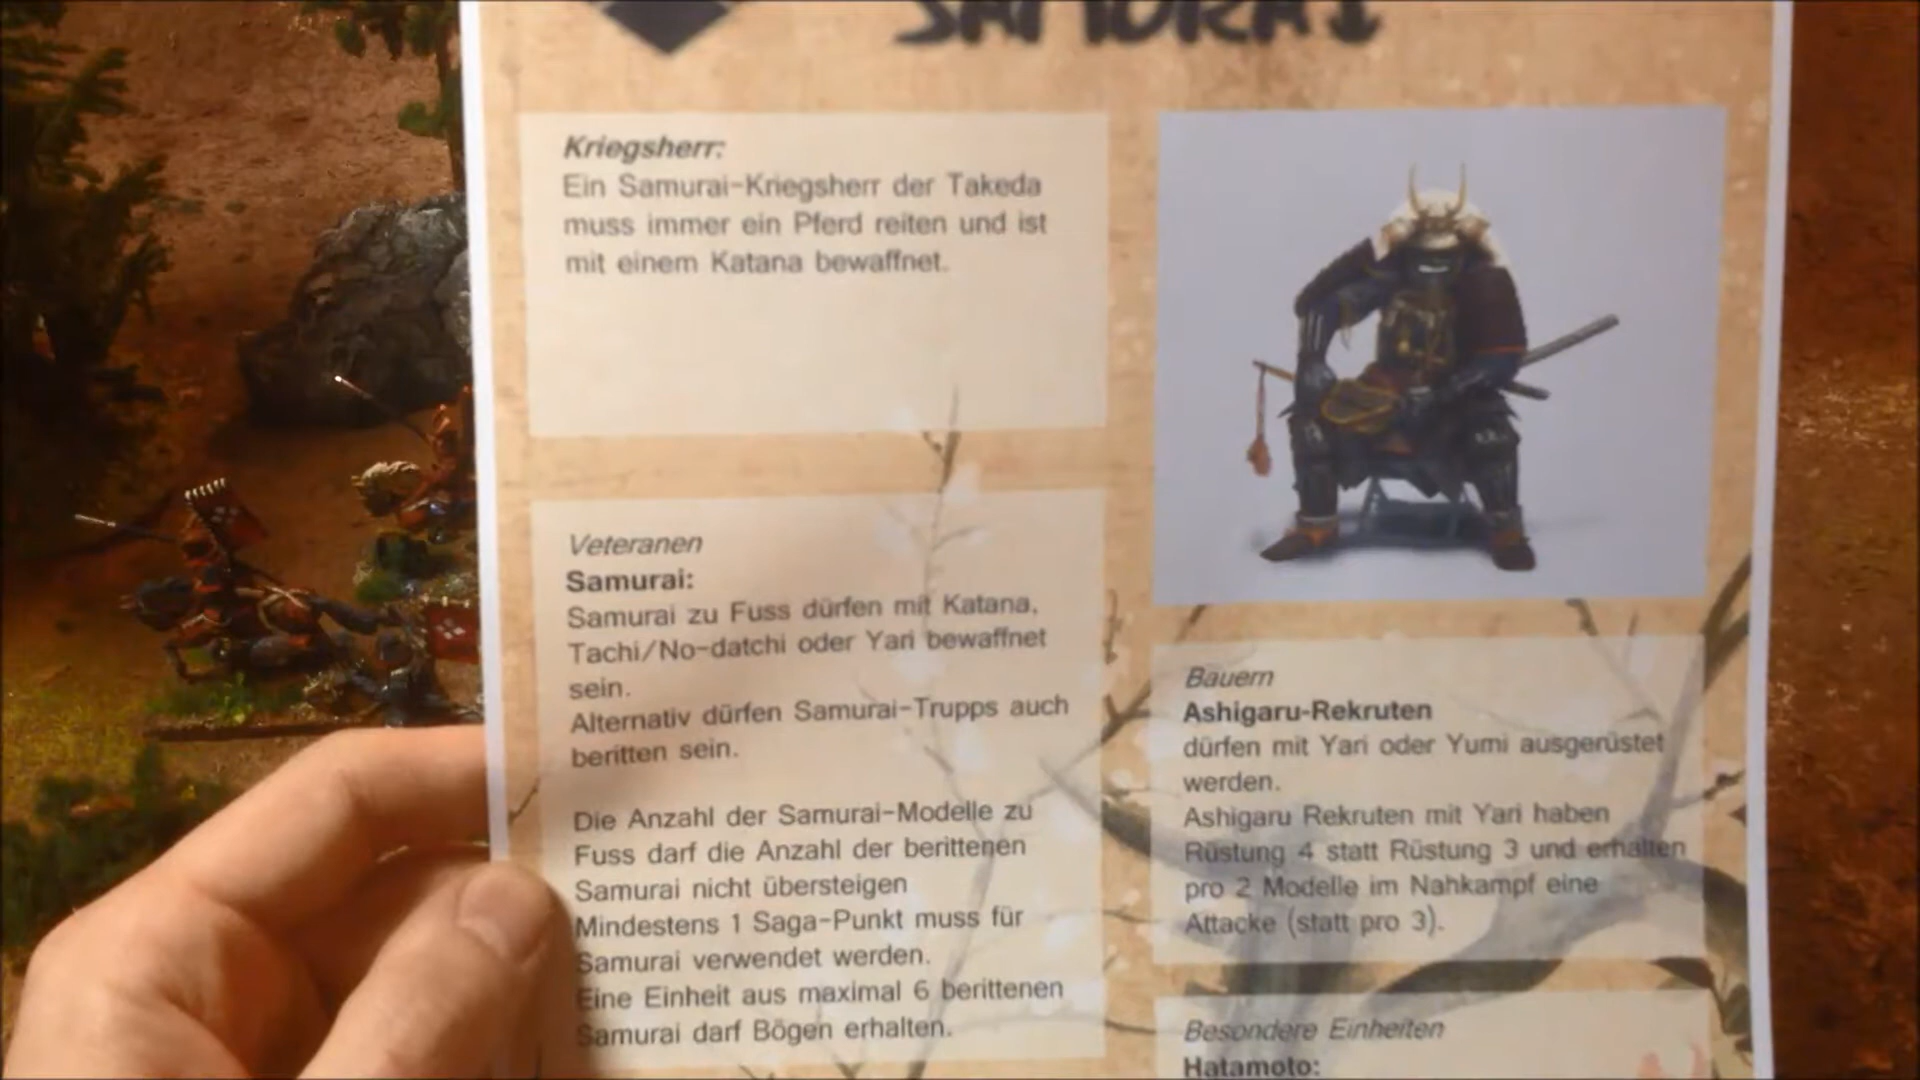 SAMURAI
Kriegsherr:
Ein Samurai-Kriegsherr der Takeda
muss immer ein Pferd reiten und ist
mit einem Katana bewaffnet.
Veteranen
Samurai:
Samurai zu Fuss dürfen mit Katana,
Tachi/No-datchi oder Yari bewaffnet
sein.
Alternativ dürfen Samurai-Trupps auch
beritten sein.
Die Anzahl der Samurai-Modelle zu
Fuss darf die Anzahl der berittenen
Samurai nicht übersteigen
Mindestens 1 Saga-Punkt muss für
Samurai verwendet werden.
Eine Einheit aus maximal 6 berittenen
Samurai darf Bögen erhalten.
Bauern
Ashigaru-Rekruten
dürfen mit Yari oder Yumi ausgerüstet
werden.
Ashigaru Rekruten mit Yari haben
Rüstung 4 statt Rüstung 3 und erhalten
pro 2 Modelle im Nahkampf eine
Attacke (statt pro 3).
Besondere Einheiten
Hatamoto: